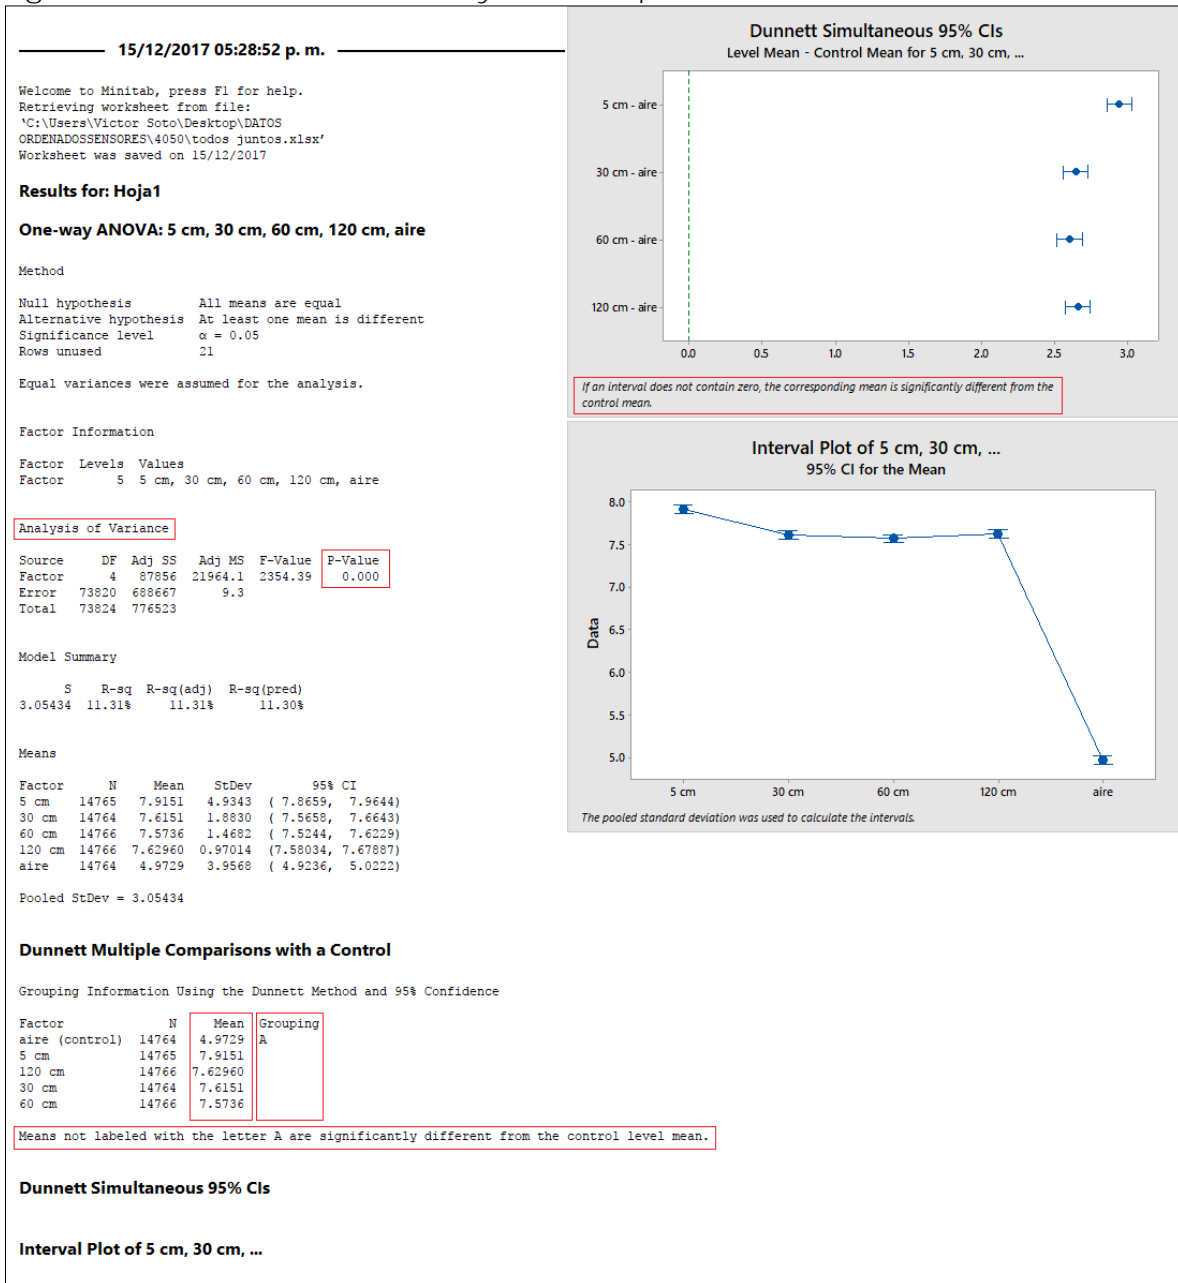 15/12/2017 05:28:52 p. m.
Welcome to Minitab, press F1 for help.
Retrieving worksheet from file:
‘C:\Users\Victor Soto\Desktop\DATOS
ORDENADOSSENSORES\4050\todos juntos.xlsx’
Worksheet was saved on 15/12/2017
Results for: Hoja1
One-way ANOVA: 5 cm, 30 cm, 60 cm, 120 cm, aire
Method
Null hypothesis All means are equal
Alternative hypothesis At least one mean is different
Significance level α = 0.05
Rows unused 21
Equal variances were assumed for the analysis.
Factor Information
Factor Levels Values
Factor 5 5 cm, 30 cm, 60 cm, 120 cm, aire
Analysis of Variance
Source DF Adj SS Adj MS F-Value P-Value
Factor 4 87856 21964.1 2354.39 0.000
Error 73820 688667 9.3
Total 73824 776523
Model Summary
S R-sq R-sq(adj) R-sq(pred)
3.05434 11.31% 11.31% 11.30%
Means
Factor N Mean StDev 95% CI
5 cm 14765 7.9151 4.9343 ( 7.8659, 7.9644)
30 cm 14764 7.6151 1.8830 ( 7.5658, 7.6643)
60 cm 14766 7.5736 1.4682 ( 7.5244, 7.6229)
120 cm 14766 7.62960 0.97014 (7.58034, 7.67887)
aire 14764 4.9729 3.9568 ( 4.9236, 5.0222)
Pooled StDev = 3.05434
Dunnett Multiple Comparisons with a Control
Grouping Information Using the Dunnett Method and 95% Confidence
Factor N Mean Grouping
aire (control) 14764 4.9729 A
5 cm 14765 7.9151
120 cm 14766 7.62960
30 cm 14764 7.6151
60 cm 14766 7.5736
Means not labeled with the letter A are significantly different from the control level mean.
Dunnett Simultaneous 95% CIs
Interval Plot of 5 cm, 30 cm, ...
Dunnett Simultaneous 95% CIs
Level Mean - Control Mean for 5 cm, 30 cm, ...
5 cm - aire
30 cm - aire
60 cm - aire
120 cm - aire
0.0 0.5 1.0 1.5 2.0 2.5 3.0
If an interval does not contain zero, the corresponding mean is significantly different from the
control mean.
Interval Plot of 5 cm, 30 cm, ...
95% CI for the Mean
8.0
7.5
7.0
6.5
6.0
5.5
5.0
Data
5 cm 30 cm 60 cm 120 cm aire
The pooled standard deviation was used to calculate the intervals.